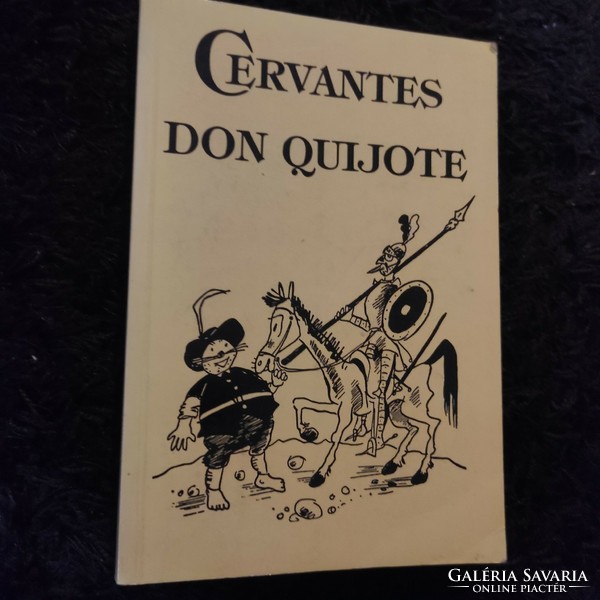 CERVANTES
DON QUIJOTE
GALÉRIA SAVARIA
ONLINE PIACTÉR